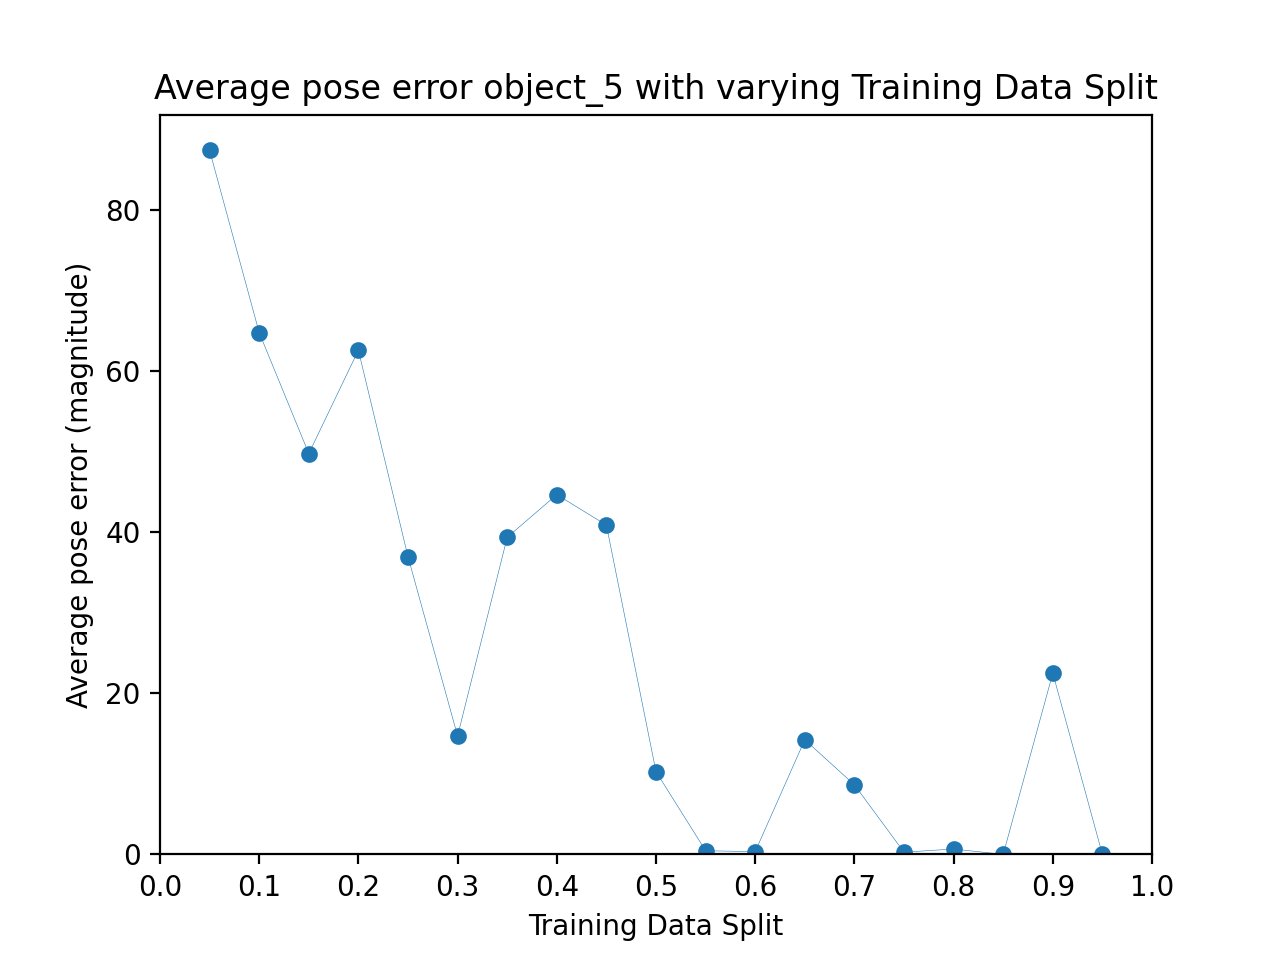 Average pose error object_5 with varying Training Data Split
Average pose error (magnitude)
80
60
40
20
0
0.0 0.1 0.2 0.3 0.4 0.5 0.6 0.7 0.8 0.9 1.0
Training Data Split